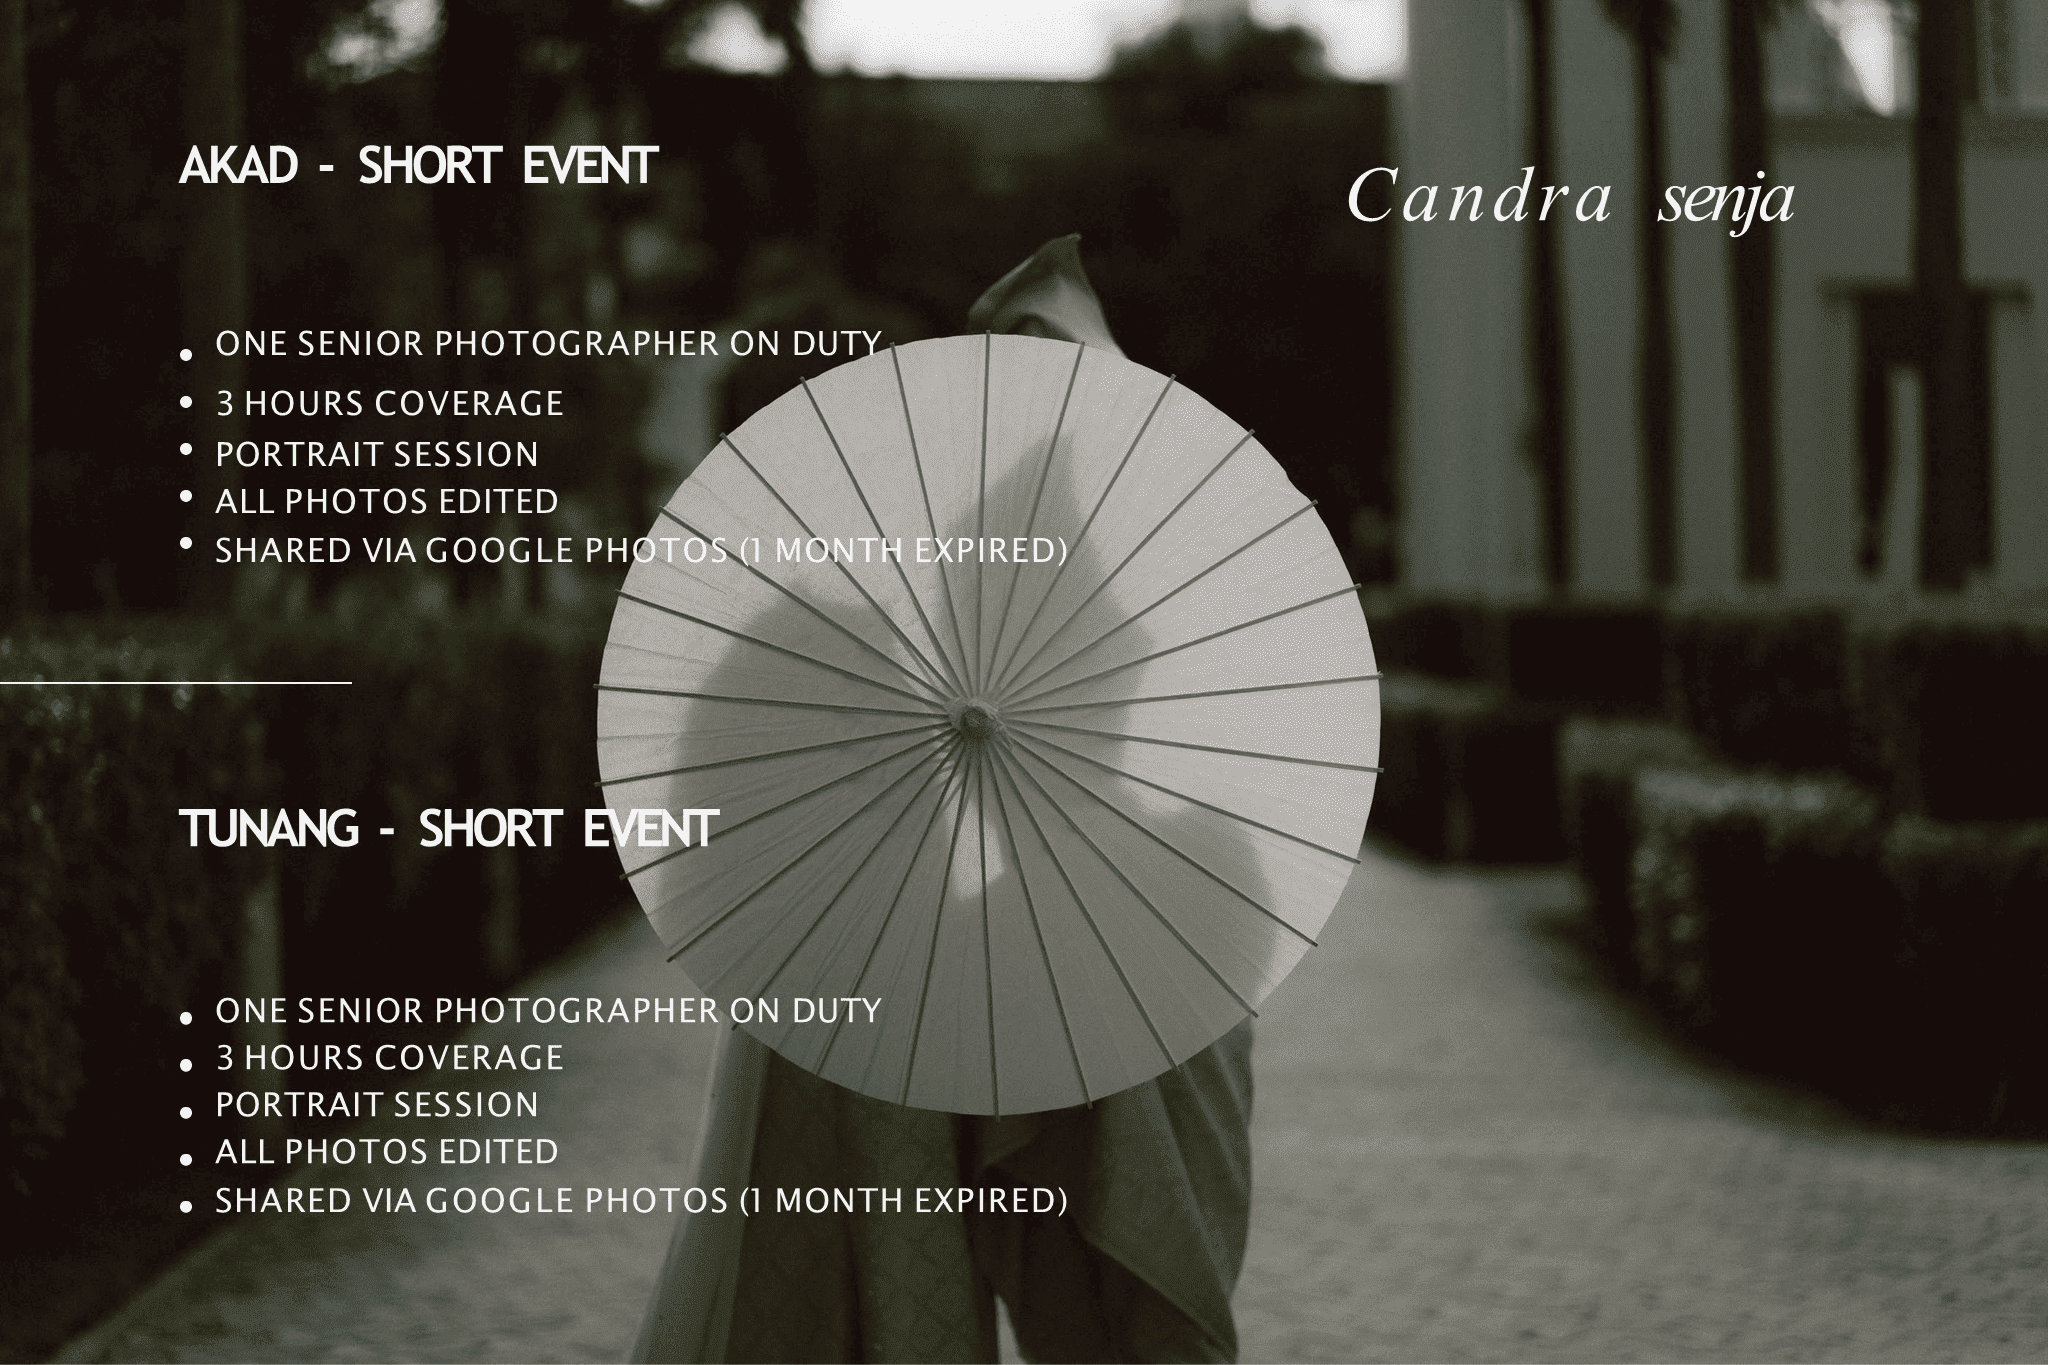 AKAD - SHORT EVENT
Candra senja
• ONE SENIOR PHOTOGRAPHER ON DUTY
• 3 HOURS COVERAGE
• PORTRAIT SESSION
• ALL PHOTOS EDITED
• SHARED VIA GOOGLE PHOTOS (1 MONTH EXPIRED)
TUNANG - SHORT EVENT
• ONE SENIOR PHOTOGRAPHER ON DUTY
• 3 HOURS COVERAGE
• PORTRAIT SESSION
• ALL PHOTOS EDITED
• SHARED VIA GOOGLE PHOTOS (1 MONTH EXPIRED)